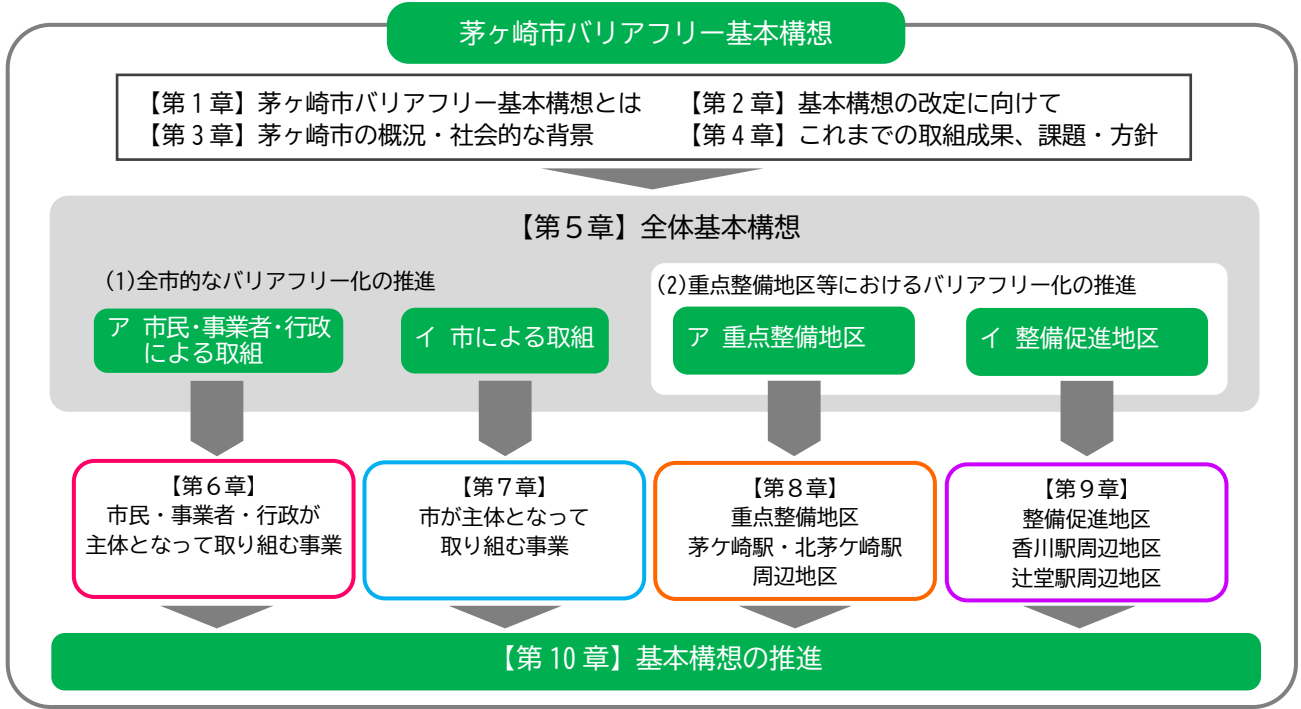 茅ヶ崎市バリアフリー基本構想
【第1章】茅ヶ崎市バリアフリー基本構想とは 【第2章】基本構想の改定に向けて
【第3章】茅ヶ崎市の概況・社会的な背景 【第4章】これまでの取組成果、課題・方針
【第5章】全体基本構想
(1)全市的なバリアフリー化の推進
ア 市民・事業者・行政
による取組
イ 市による取組
(2)重点整備地区等におけるバリアフリー化の推進
ア 重点整備地区
イ 整備促進地区
【第6章】
市民・事業者・行政が
主体となって取り組む事業
【第7章】
市が主体となって
取り組む事業
【第8章】
重点整備地区
茅ケ崎駅・北茅ケ崎駅
周辺地区
【第9章】
整備促進地区
香川駅周辺地区
辻堂駅周辺地区
【第10章】基本構想の推進